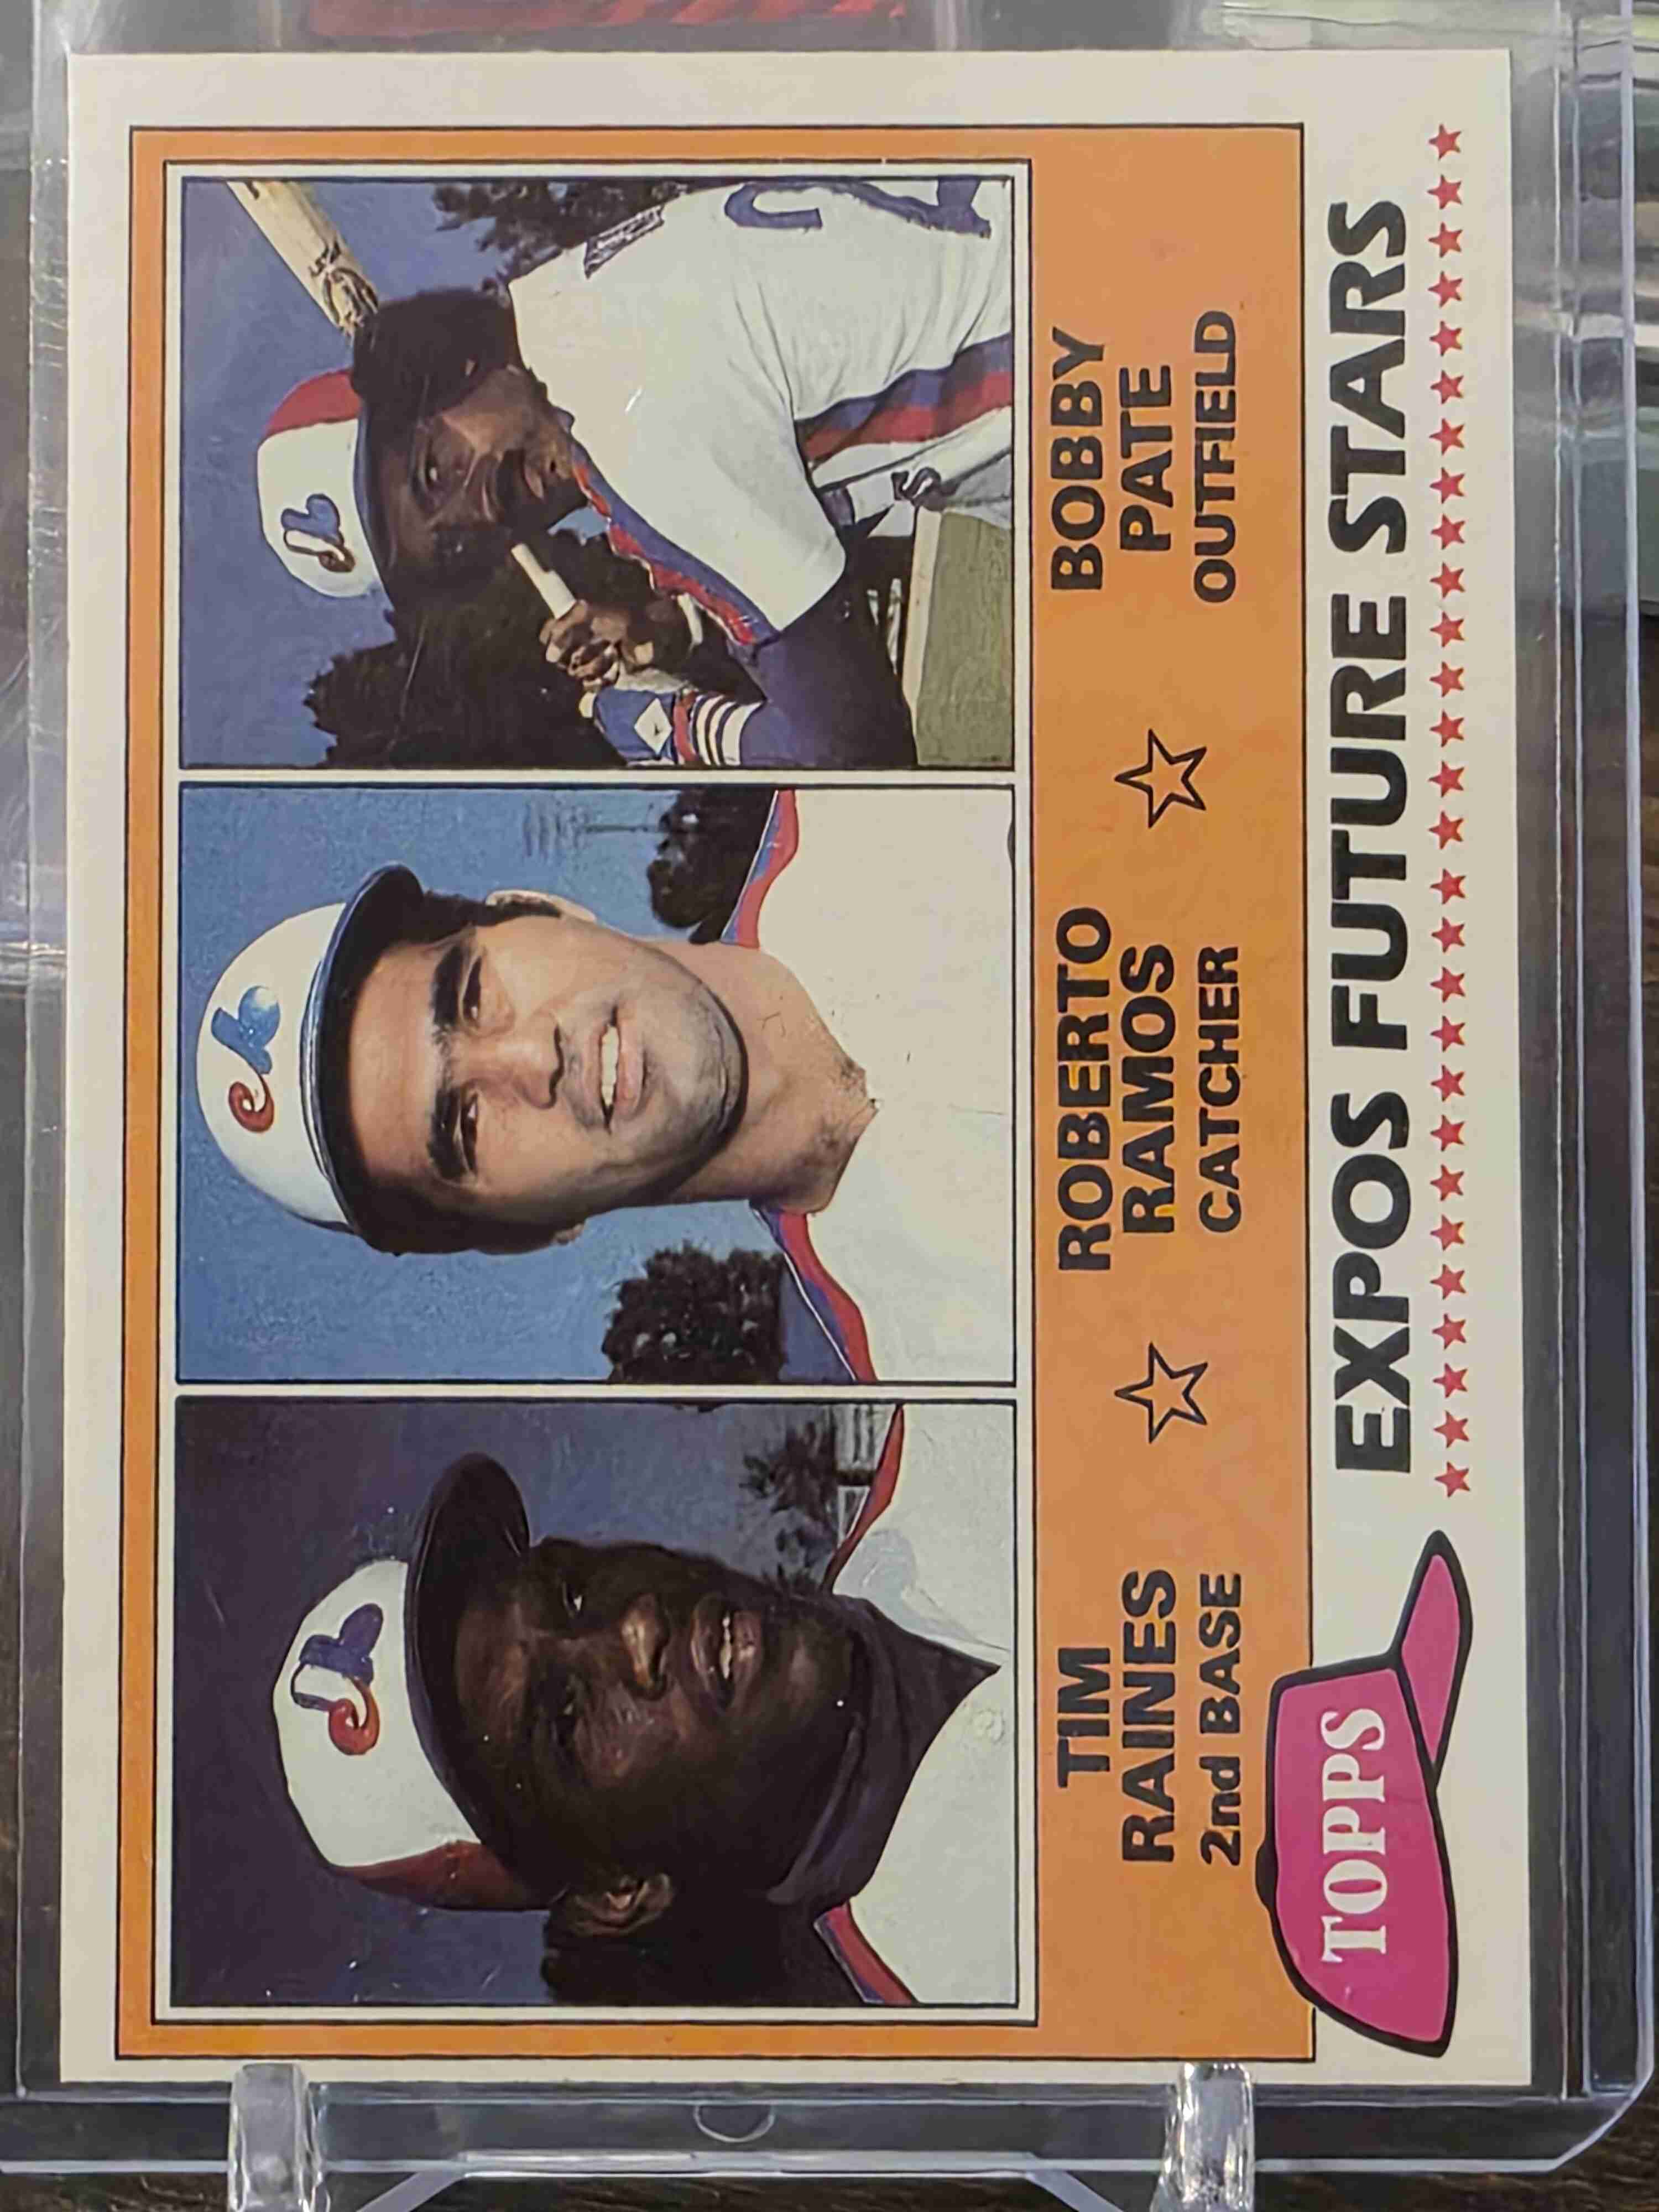 TIM
RAINES
2nd BASE
ROBERTO
RAMOS
CATCHER
BOBBY
PATE
OUTFIELD
TOPPS
EXPOS FUTURE STARS